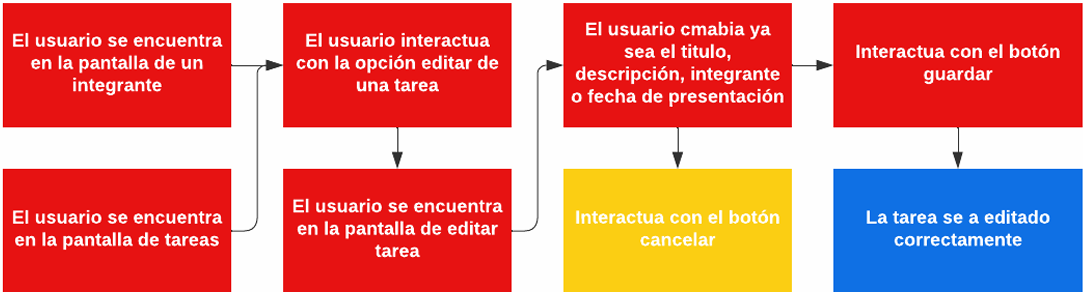 El usuario se encuentra
en la pantalla de un
integrante
El usuario interactua
con la opción editar de
una tarea
El usuario cmabia ya
sea el titulo,
descripción, integrante
o fecha de presentación
Interactua con el botón
guardar
El usuario se encuentra
en la pantalla de tareas
El usuario se encuentra
en la pantalla de editar
tarea
Interactua con el botón
cancelar
La tarea se a editado
correctamente